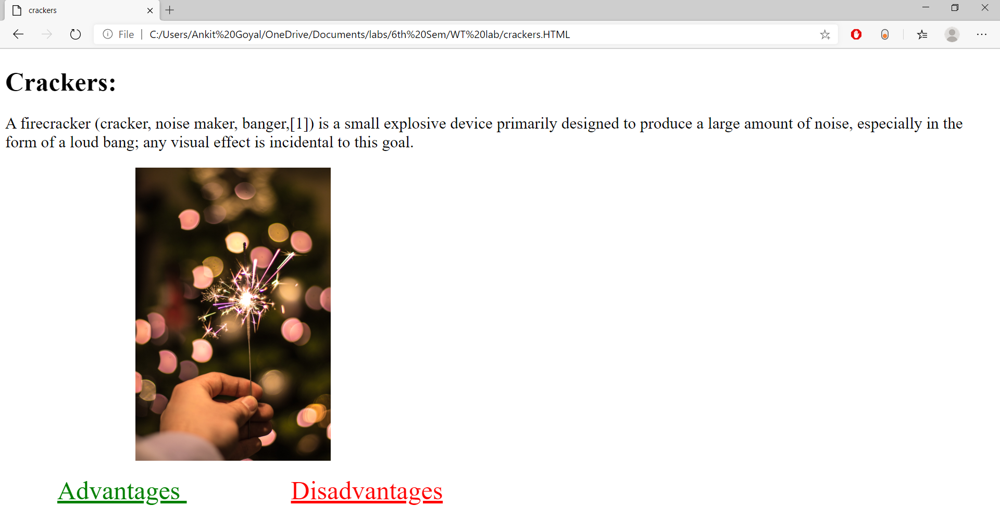 crackers
File | C:/Users/Ankit%20Goyal/OneDrive/Documents/labs/6th%20Sem/WT%20lab/crackers.HTML
Crackers:
A firecracker (cracker, noise maker, banger,[1]) is a small explosive device primarily designed to produce a large amount of noise, especially in the
form of a loud bang; any visual effect is incidental to this goal.
Advantages Disadvantages